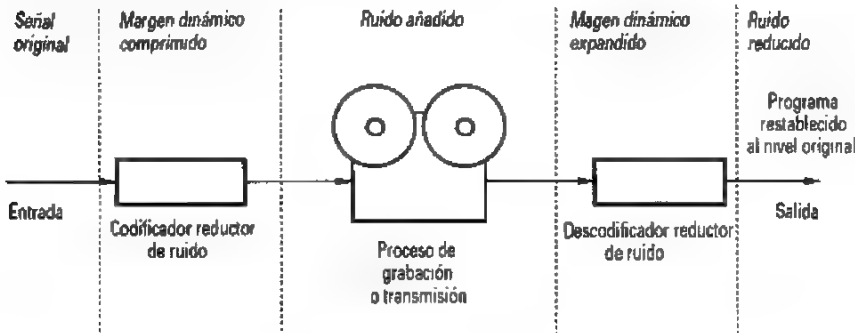 Señal
original
Margen dinámico
comprimido
Ruido añadido
Magen dinámico
expandido
Ruido
reducido
Programa
restablecido
al nivel original
Entrada
Codificador reductor
de ruido
Proceso de
grabación
o transmisión
Descodificador reductor
de ruido
Salida